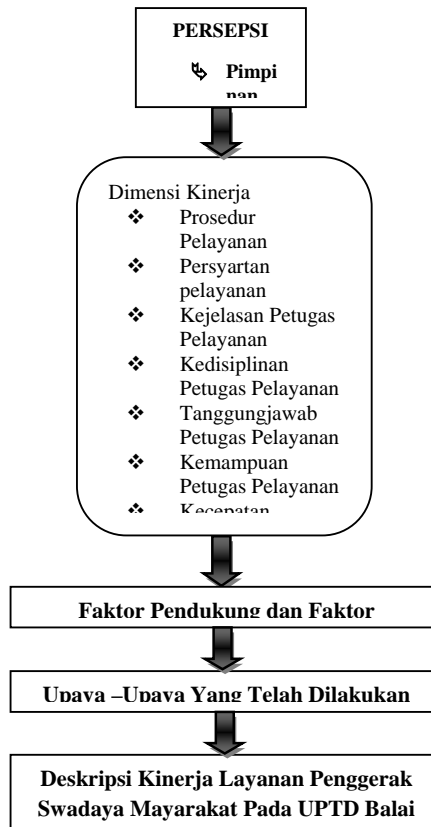 PERSEPSI
Pimpi
nan
Dimensi Kinerja
❖ Prosedur
Pelayanan
❖ Persyartan
pelayanan
❖ Kejelasan Petugas
Pelayanan
❖ Kedisiplinan
Petugas Pelayanan
❖ Tanggungjawab
Petugas Pelayanan
❖ Kemampuan
Petugas Pelayanan
❖ Kecepatan
Faktor Pendukung dan Faktor
Upaya –Upaya Yang Telah Dilakukan
Deskripsi Kinerja Layanan Penggerak
Swadaya Mayarakat Pada UPTD Balai